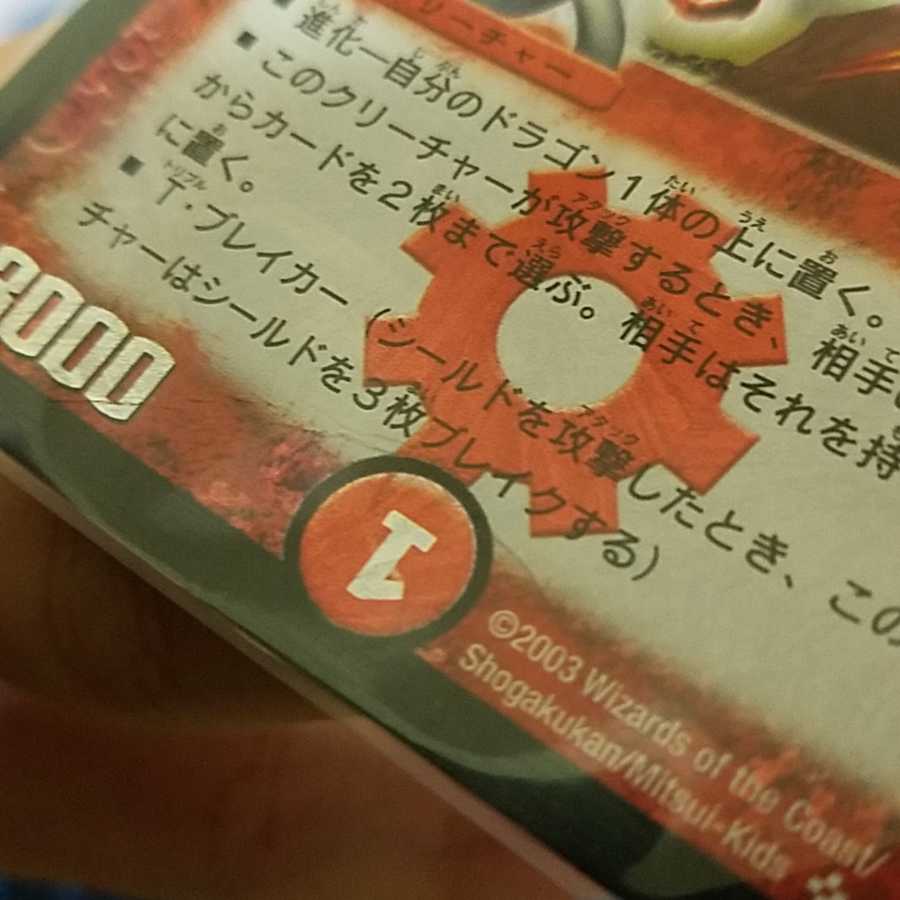 リーチャー
■ 進化－自分のドラゴン1体の上に置く。
■ このクリーチャーが攻撃するとき、相手
からカードを2枚まで選ぶ。相手はそれを持
に置く。
■ T・ブレイカー（シールドを攻撃したとき、この
チャーはシールドを3枚ブレイクする）
000
1
©2003 Wizards of the Coast/
Shogakukan/Mitsui-Kids